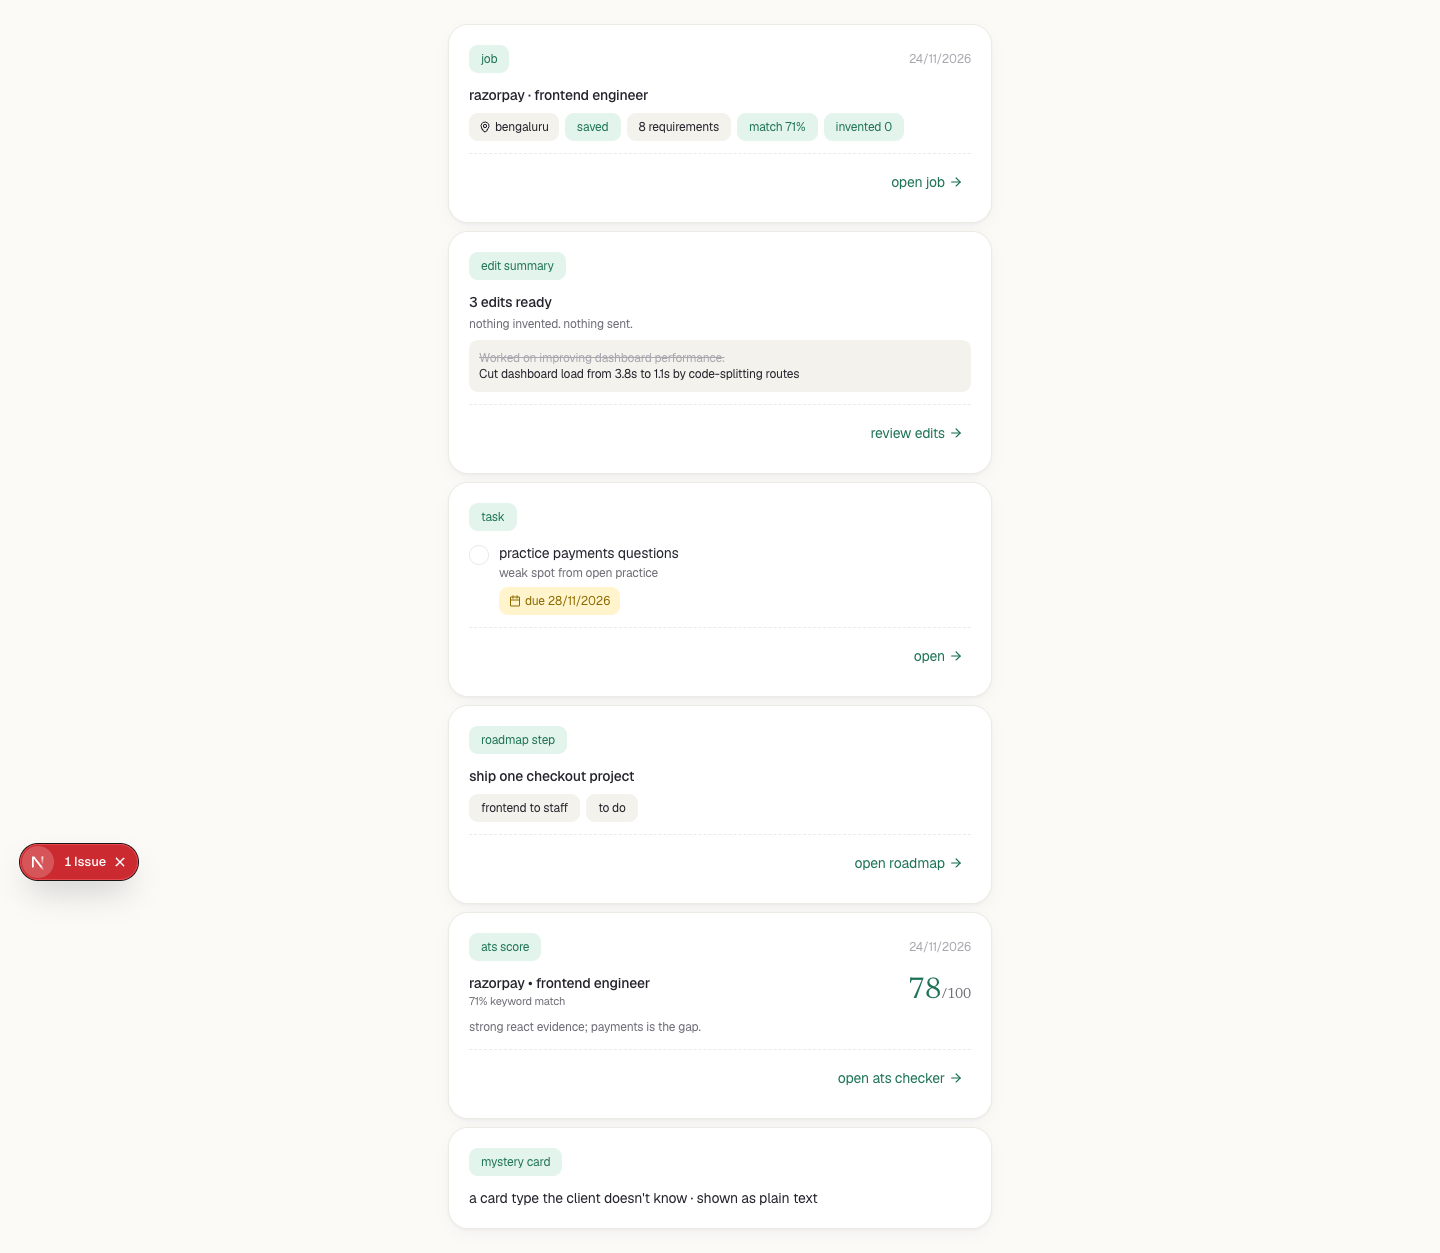 job
24/11/2026
razorpay · frontend engineer
bengaluru saved 8 requirements match 71% invented 0
open job →
edit summary
3 edits ready
nothing invented. nothing sent.
Worked on improving dashboard performance.
Cut dashboard load from 3.8s to 1.1s by code-splitting routes
review edits →
task
practice payments questions
weak spot from open practice
due 28/11/2026
open →
roadmap step
ship one checkout project
frontend to staff to do
open roadmap →
N 1 Issue ×
ats score
24/11/2026
razorpay • frontend engineer
78/100
71% keyword match
strong react evidence; payments is the gap.
open ats checker →
mystery card
a card type the client doesn't know · shown as plain text